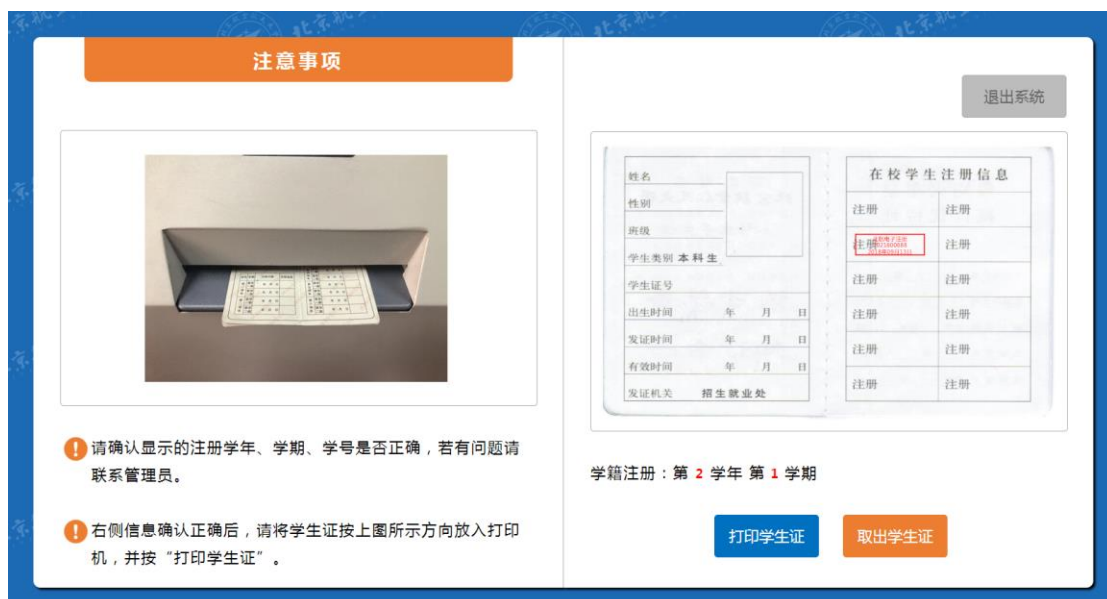 注意事项
请确认显示的注册学年、学期、学号是否正确，若有问题请
联系管理员。
右侧信息确认正确后，请将学生证按上图所示方向放入打印
机，并按“打印学生证”。
退出系统
姓名
性别
班级
学生类别 本科生
学生证号
出生时间 年 月 日
发证时间 年 月 日
有效时间 年 月 日
发证机关 招生就业处
在校学生注册信息
注册 注册
注册 注册
注册 注册
注册 注册
注册 注册
注册 注册
学籍注册：第 2 学年 第 1 学期
打印学生证 取出学生证